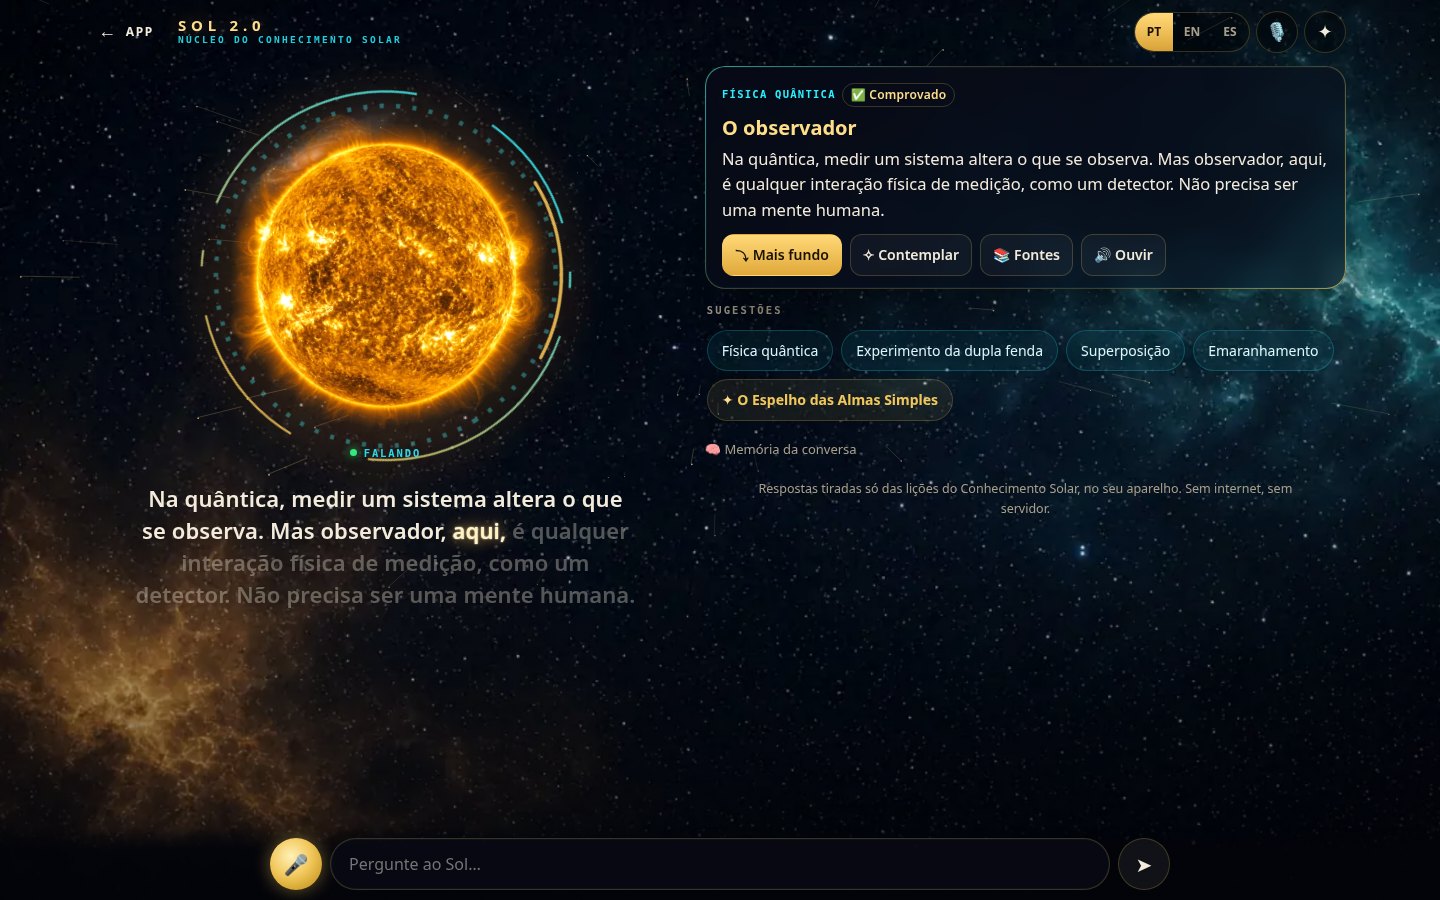 ← APP
SOL 2.0
NÚCLEO DO CONHECIMENTO SOLAR
PT EN ES
FÍSICA QUÂNTICA ✅ Comprovado
O observador
Na quântica, medir um sistema altera o que se observa. Mas observador, aqui,
é qualquer interação física de medição, como um detector. Não precisa ser
uma mente humana.
Mais fundo
Contemplar
Fontes
Ouvir
SUGESTÕES
Física quântica
Experimento da dupla fenda
Superposição
Emaranhamento
✦ O Espelho das Almas Simples
Memória da conversa
Respostas tiradas só das lições do Conhecimento Solar, no seu aparelho. Sem internet, sem
servidor.
FALANDO
Na quântica, medir um sistema altera o que
se observa. Mas observador, aqui, é qualquer
interação física de medição, como um
detector. Não precisa ser uma mente humana.
Pergunte ao Sol...